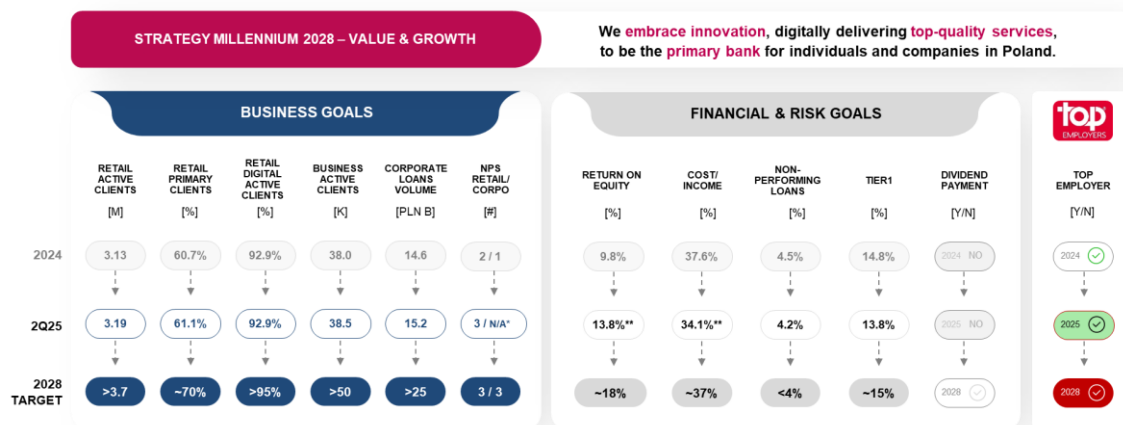 STRATEGY MILLENNIUM 2028 – VALUE & GROWTH
We embrace innovation, digitally delivering top-quality services,
to be the primary bank for individuals and companies in Poland.
BUSINESS GOALS
FINANCIAL & RISK GOALS
top
EMPLOYERS
RETAIL
ACTIVE
CLIENTS
[M]
RETAIL
PRIMARY
CLIENTS
[%]
RETAIL
DIGITAL
ACTIVE
CLIENTS
[%]
BUSINESS
ACTIVE
CLIENTS
[K]
CORPORATE
LOANS
VOLUME
[PLN B]
NPS
RETAIL/
CORPO
[#]
RETURN ON
EQUITY
[%]
COST/
INCOME
[%]
NON-
PERFORMING
LOANS
[%]
TIER1
[%]
DIVIDEND
PAYMENT
[Y/N]
TOP
EMPLOYER
[Y/N]
2024 3.13 60.7% 92.9% 38.0 14.6 2 / 1 9.8% 37.6% 4.5% 14.8% 2024 NO 2024
2Q25 3.19 61.1% 92.9% 38.5 15.2 3 / N/A* 13.8%** 34.1%** 4.2% 13.8% 2025 NO 2025
2028
TARGET >3.7 ~70% >95% >50 >25 3 / 3 ~18% ~37% <4% ~15% 2028 2028